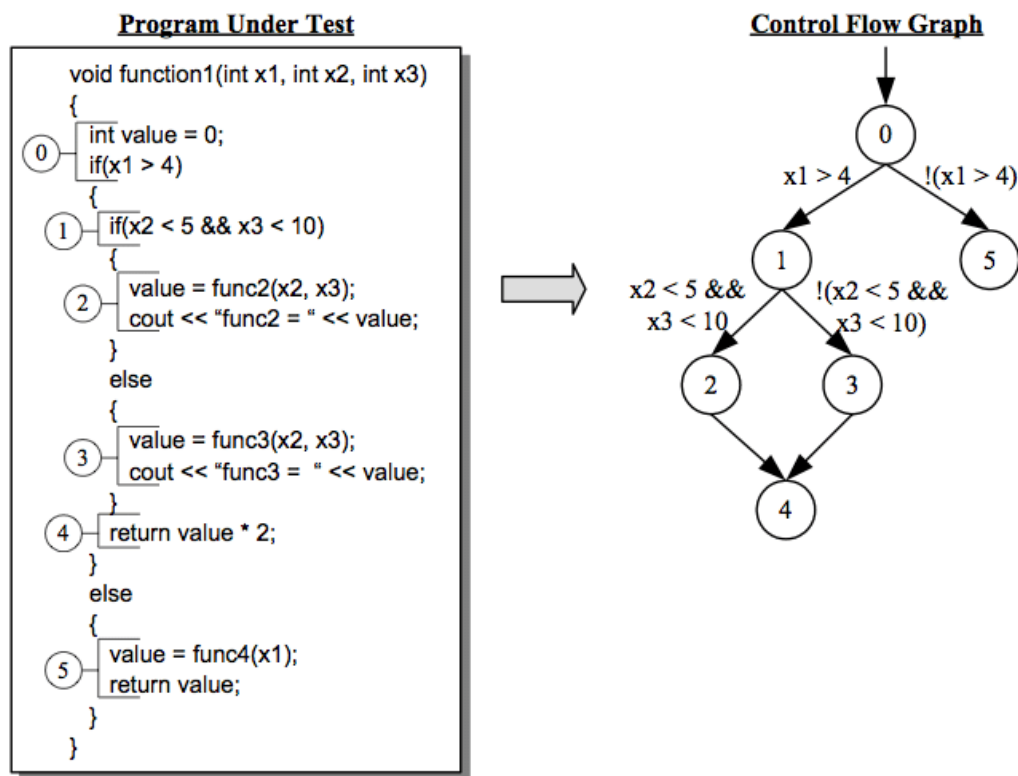 Program Under Test
void function1(int x1, int x2, int x3)
{
0
int value = 0;
if(x1 > 4)
{
1
if(x2 < 5 && x3 < 10)
{
2
value = func2(x2, x3);
cout << “func2 = “ << value;
}
else
{
3
value = func3(x2, x3);
cout << “func3 =  “ << value;
}
4
return value * 2;
}
else
{
5
value = func4(x1);
return value;
}
}
Control Flow Graph
0
x1 > 4
!(x1 > 4)
1
5
x2 < 5 &&
x3 < 10
!(x2 < 5 &&
x3 < 10)
2
3
4